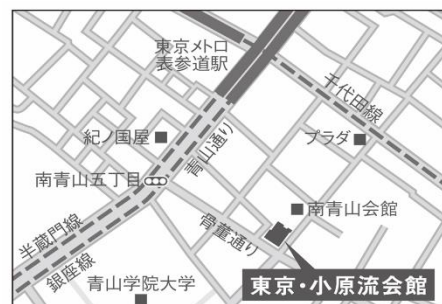 東京メトロ
表参道駅
千代田線
紀ノ国屋
青山通り
プラダ
南青山五丁目
南青山会館
骨董通り
半蔵門線
銀座線
青山学院大学
東京・小原流会館